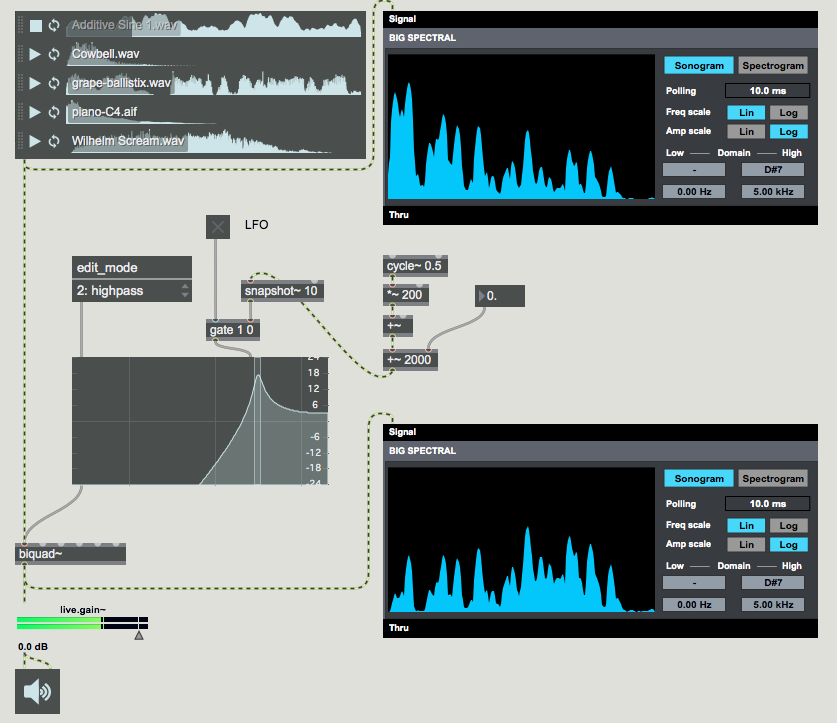 Additive Sine 1.wav
Cowbell.wav
grape-ballistix.wav
piano-C4.aif
Wilhelm Scream.wav
Signal
BIG SPECTRAL
Sonogram Spectrogram
Polling 10.0 ms
Freq scale Lin Log
Amp scale Lin Log
Low Domain High
- D#7
0.00 Hz 5.00 kHz
Thru
LFO
edit_mode
2: highpass
snapshot~ 10
gate 1 0
cycle~ 0.5
*~ 200
+~
+~ 2000
0.
24
18
12
6
-6
-12
-18
-24
biquad~
live.gain~
0.0 dB
Signal
BIG SPECTRAL
Sonogram Spectrogram
Polling 10.0 ms
Freq scale Lin Log
Amp scale Lin Log
Low Domain High
- D#7
0.00 Hz 5.00 kHz
Thru